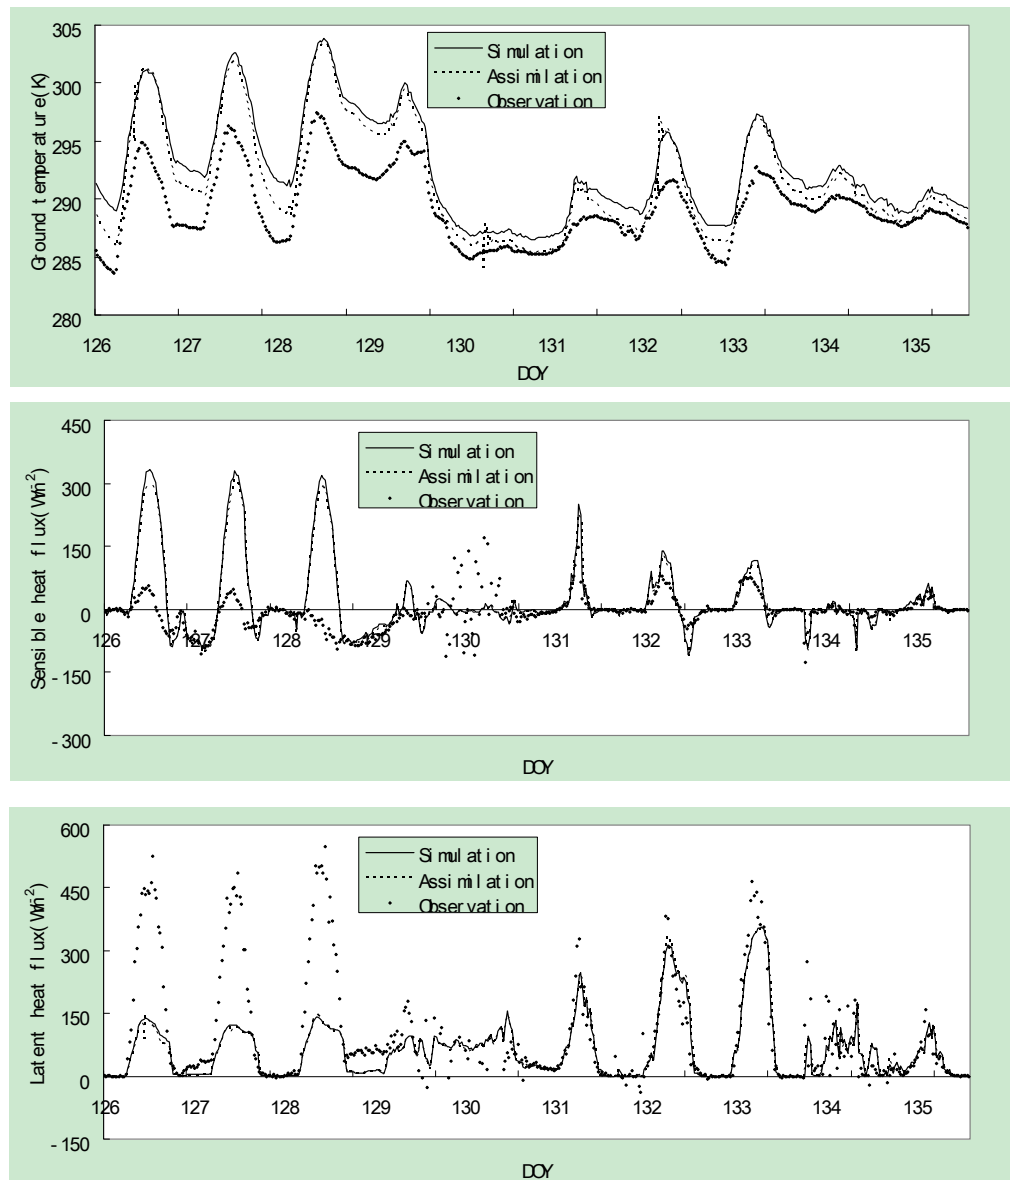 305
300
295
290
285
280
Ground temperature(K)
Simulation
Assimilation
Observation
126 127 128 129 130 131 132 133 134 135
DOY
450
300
150
0
-150
-300
Sensible heat flux(Wm-2)
Simulation
Assimilation
Observation
126 127 128 129 130 131 132 133 134 135
DOY
600
450
300
150
0
-150
Latent heat flux(Wm-2)
Simulation
Assimilation
Observation
126 127 128 129 130 131 132 133 134 135
DOY